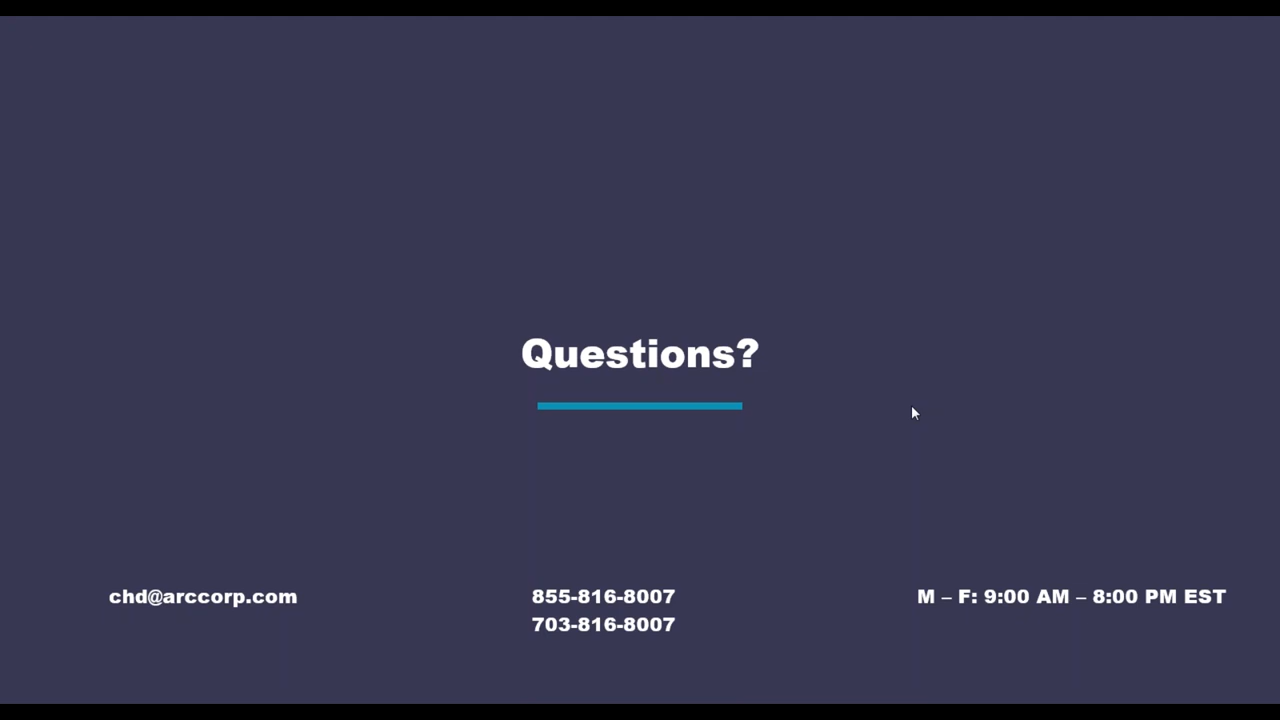 Questions?
chd@arccorp.com
855-816-8007
703-816-8007
M – F: 9:00 AM – 8:00 PM EST